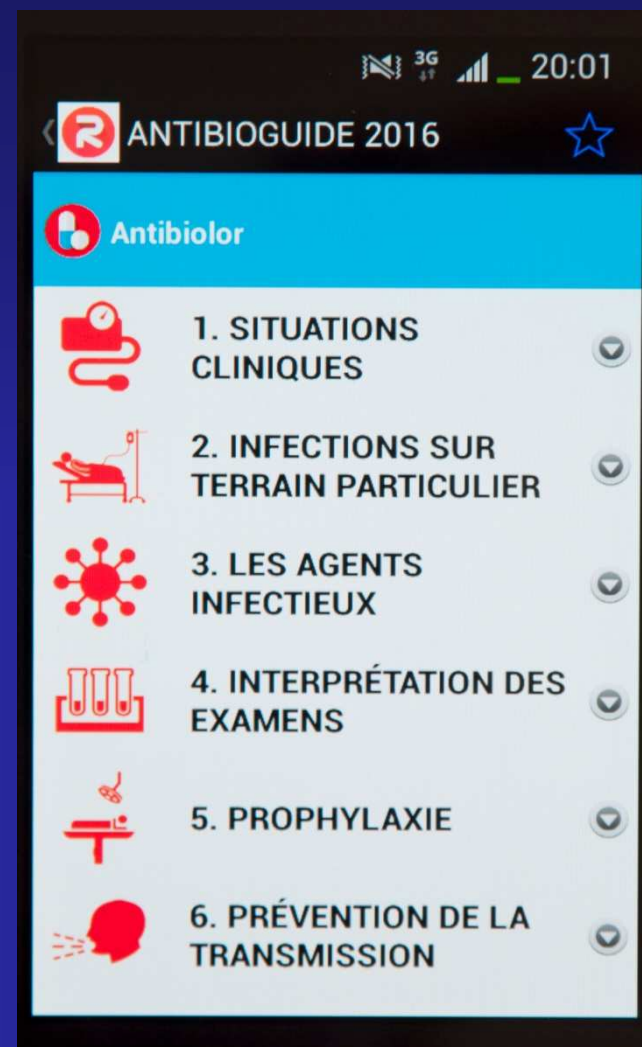 3G
20:01
R ANTIBIOGUIDE 2016
Antibiolor
1. SITUATIONS
CLINIQUES
2. INFECTIONS SUR
TERRAIN PARTICULIER
3. LES AGENTS
INFECTIEUX
4. INTERPRÉTATION DES
EXAMENS
5. PROPHYLAXIE
6. PRÉVENTION DE LA
TRANSMISSION